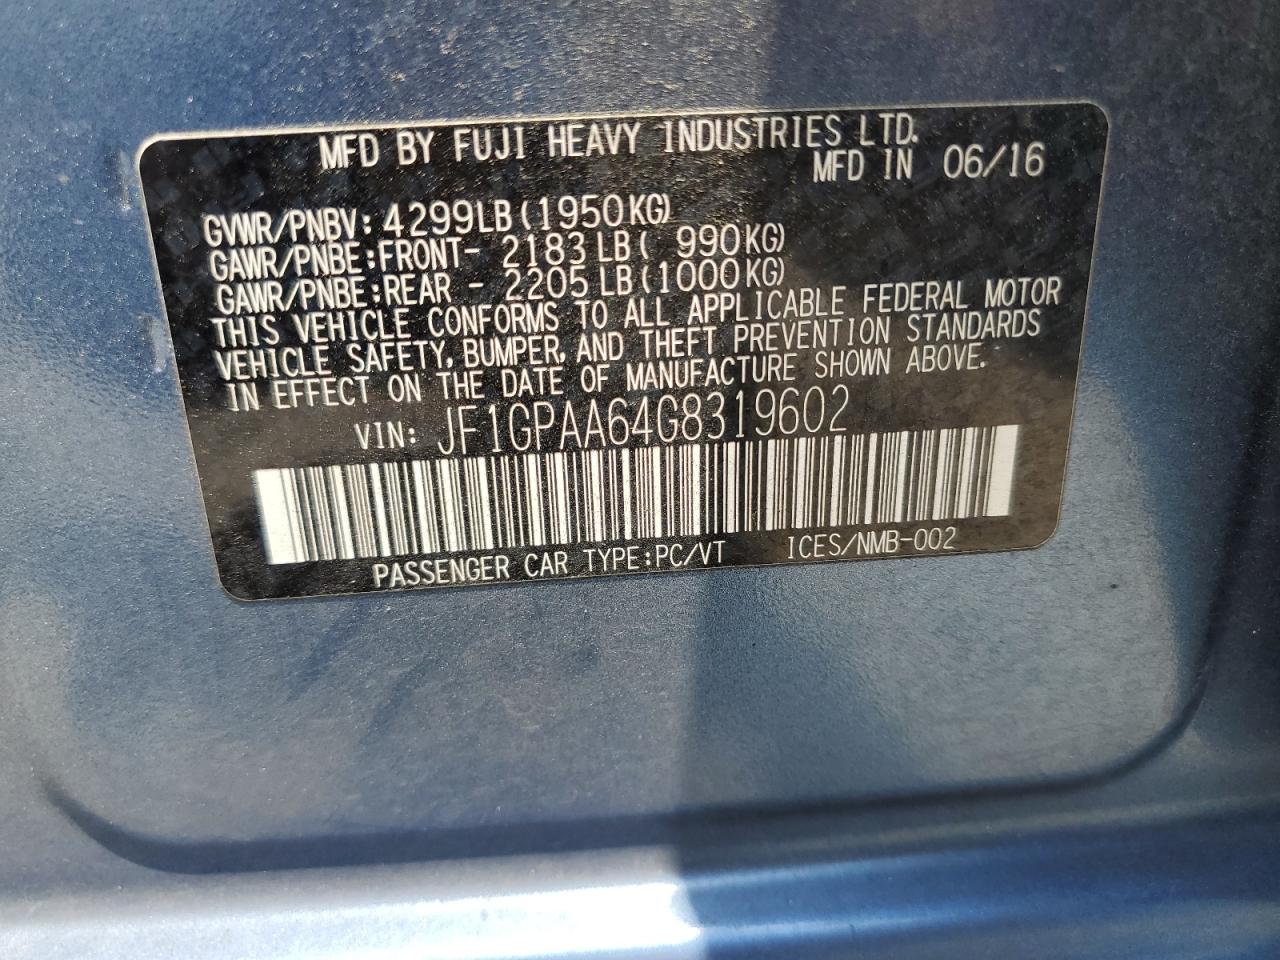 MFD BY FUJI HEAVY INDUSTRIES LTD.
MFD IN 06/16
GVWR/PNBV: 4299LB(1950KG)
GAWR/PNBE:FRONT- 2183LB( 990KG)
GAWR/PNBE:REAR - 2205LB(1000KG)
THIS VEHICLE CONFORMS TO ALL APPLICABLE FEDERAL MOTOR
VEHICLE SAFETY, BUMPER, AND THEFT PREVENTION STANDARDS
IN EFFECT ON THE DATE OF MANUFACTURE SHOWN ABOVE.
VIN: JF1GPAA64G8319602
PASSENGER CAR TYPE:PC/VT ICES/NMB-002